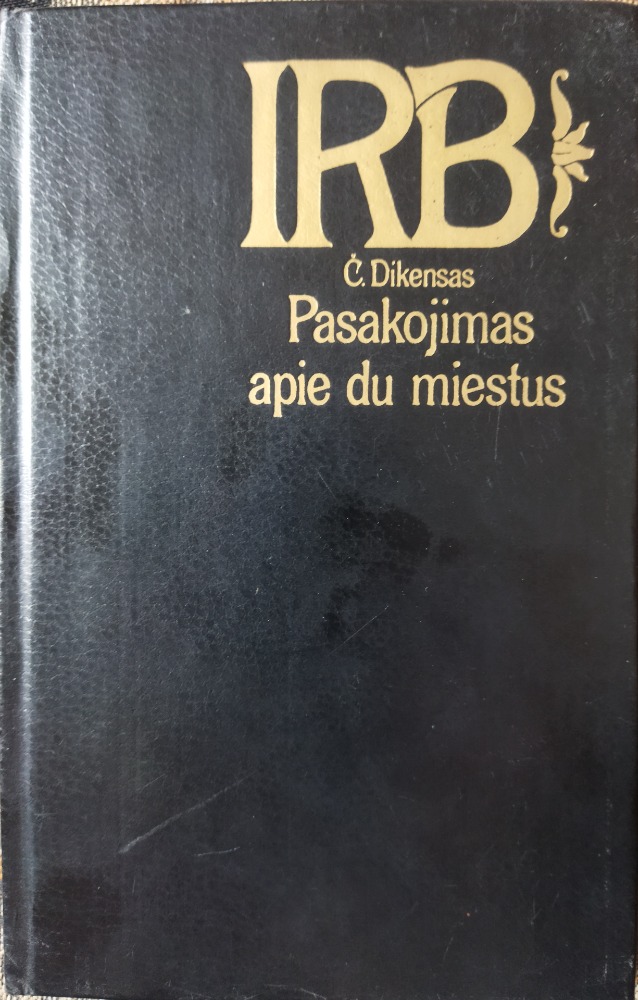 IRB
Č. Dikensas
Pasakojimas
apie du miestus